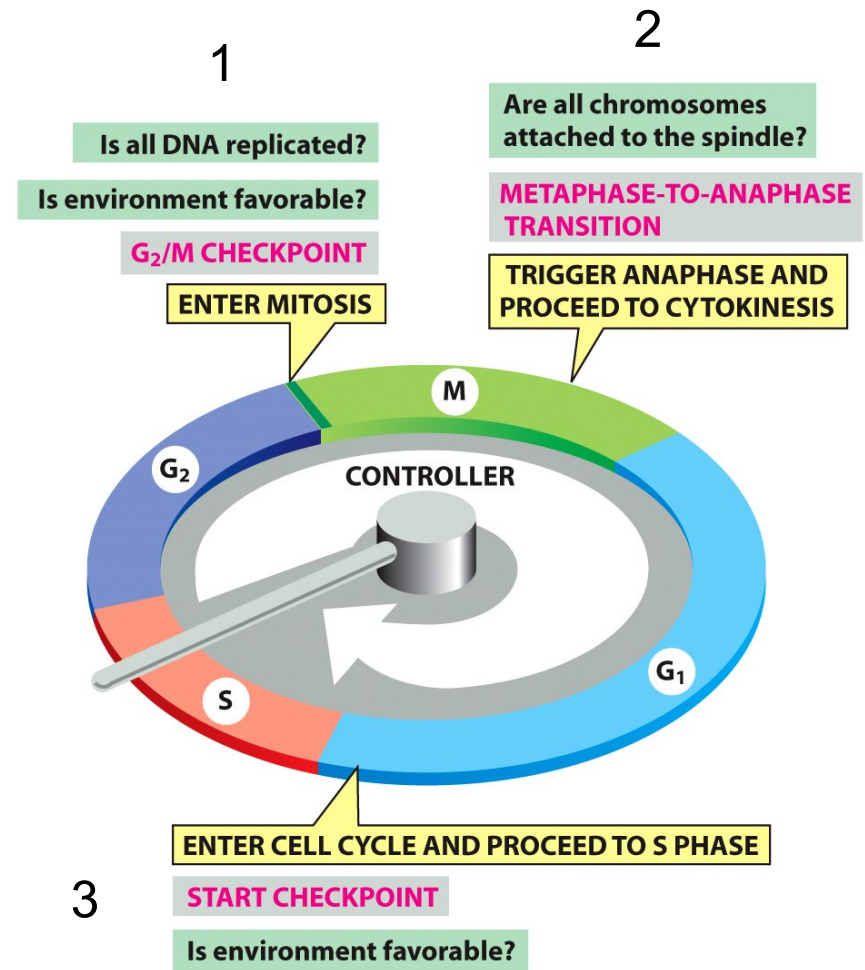 1
Is all DNA replicated?
Is environment favorable?
G₂/M CHECKPOINT
ENTER MITOSIS
2
Are all chromosomes
attached to the spindle?
METAPHASE-TO-ANAPHASE
TRANSITION
TRIGGER ANAPHASE AND
PROCEED TO CYTOKINESIS
M
G₂
CONTROLLER
G₁
S
ENTER CELL CYCLE AND PROCEED TO S PHASE
3
START CHECKPOINT
Is environment favorable?